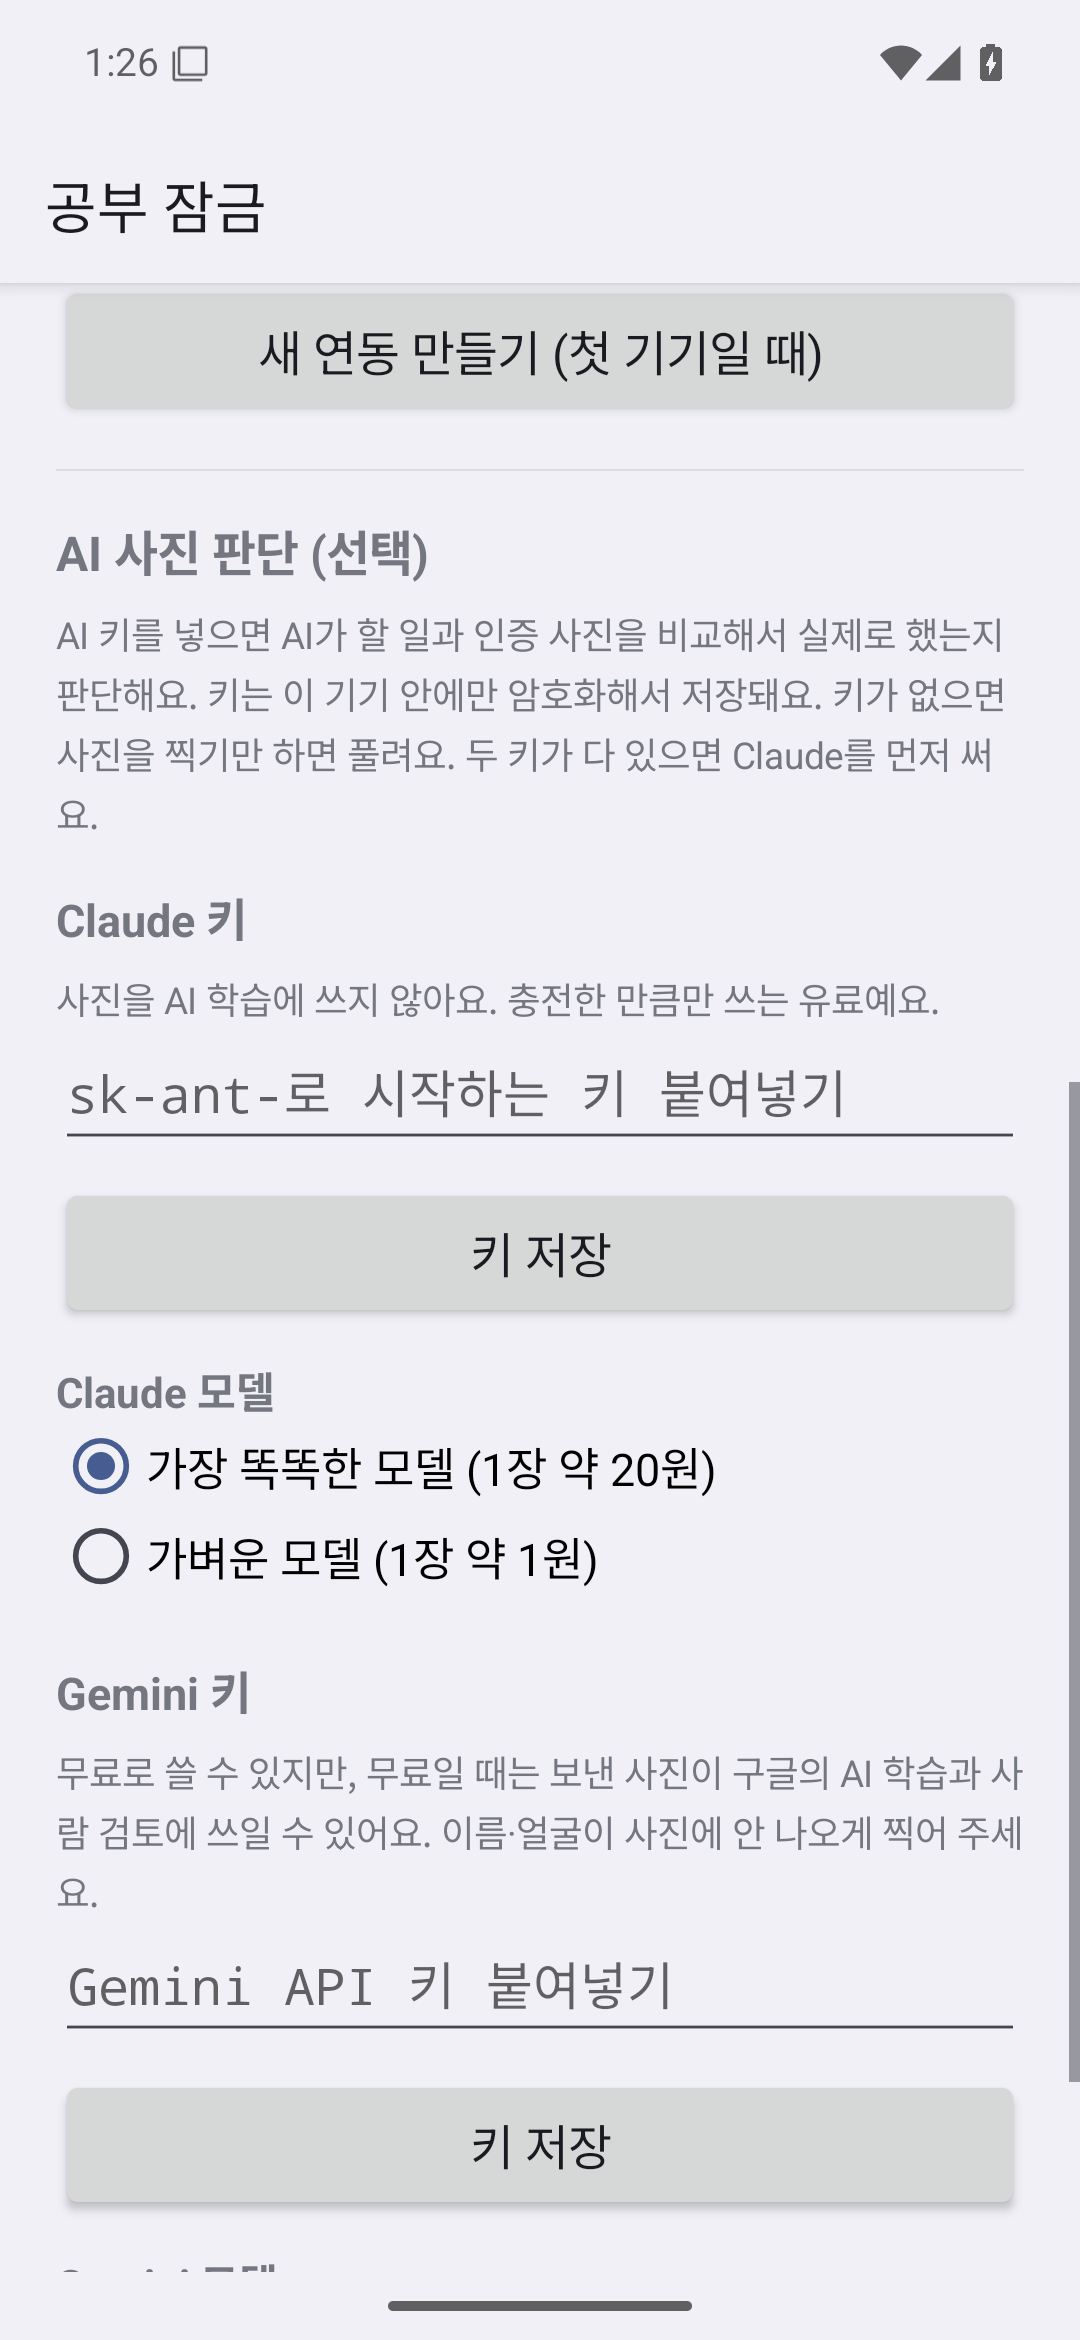 1:26
공부 잠금
새 연동 만들기 (첫 기기일 때)
AI 사진 판단 (선택)
AI 키를 넣으면 AI가 할 일과 인증 사진을 비교해서 실제로 했는지
판단해요. 키는 이 기기 안에만 암호화해서 저장돼요. 키가 없으면
사진을 찍기만 하면 풀려요. 두 키가 다 있으면 Claude를 먼저 써
요.
Claude 키
사진을 AI 학습에 쓰지 않아요. 충전한 만큼만 쓰는 유료예요.
sk-ant-로 시작하는 키 붙여넣기
키 저장
Claude 모델
가장 똑똑한 모델 (1장 약 20원)
가벼운 모델 (1장 약 1원)
Gemini 키
무료로 쓸 수 있지만, 무료일 때는 보낸 사진이 구글의 AI 학습과 사
람 검토에 쓰일 수 있어요. 이름·얼굴이 사진에 안 나오게 찍어 주세
요.
Gemini API 키 붙여넣기
키 저장